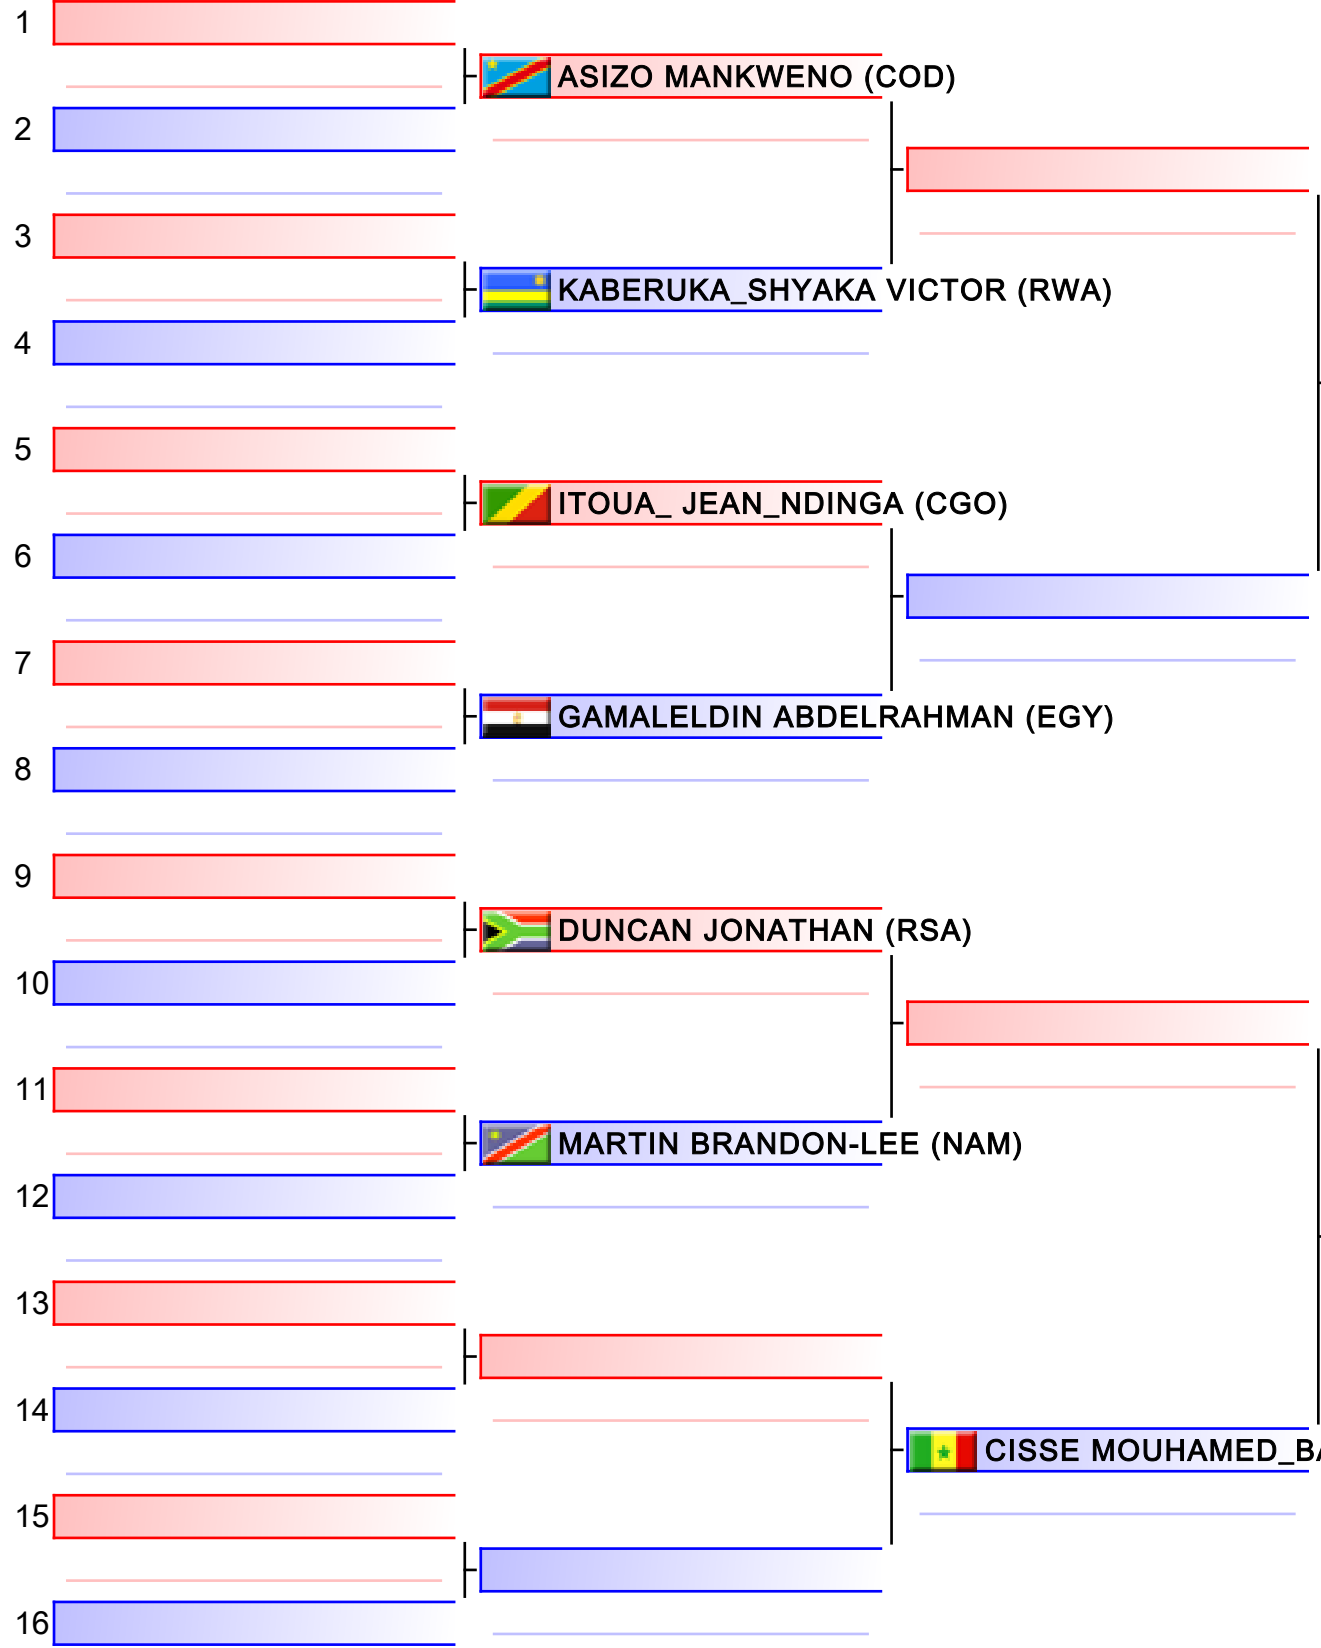 1
ASIZO MANKWENO (COD)
2
3
KABERUKA_SHYAKA VICTOR (RWA)
4
5
ITOUA_ JEAN_NDINGA (CGO)
6
7
GAMALELDIN ABDELRAHMAN (EGY)
8
9
DUNCAN JONATHAN (RSA)
10
11
MARTIN BRANDON-LEE (NAM)
12
13
14
CISSE MOUHAMED_BA
15
16